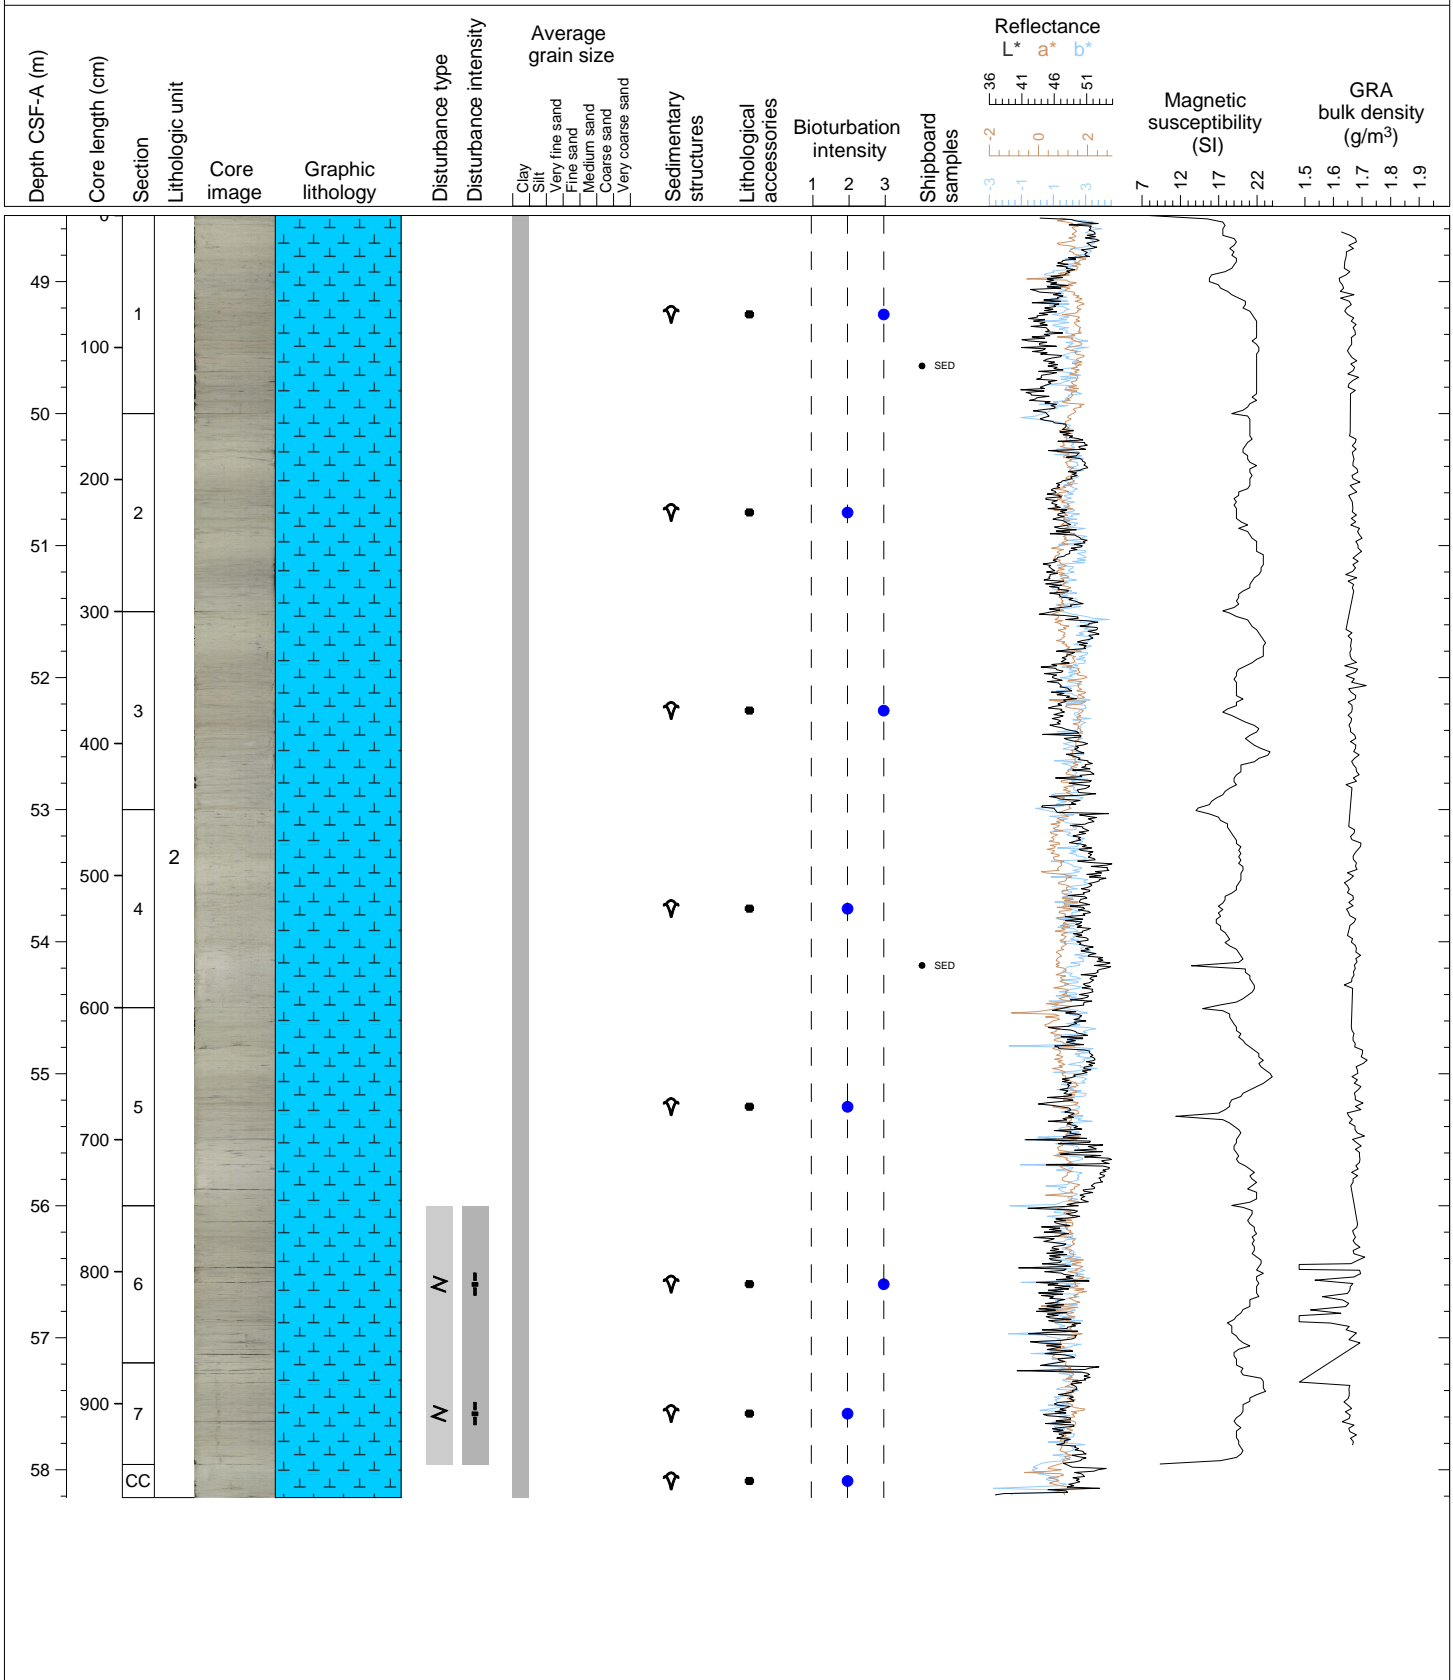 Depth CSF-A (m)
Core length (cm)
Section
Lithologic unit
Core
image
Graphic
lithology
Disturbance type
Disturbance intensity
Average
grain size
Clay
Silt
Very fine sand
Fine sand
Medium sand
Coarse sand
Very coarse sand
Sedimentary
structures
Lithological
accessories
Bioturbation
intensity
1 2 3
Shipboard
samples
Reflectance
L* a* b*
36 41 46 51
-2 0 2
-3 -1 1 3
Magnetic
susceptibility
(SI)
7 12 17 22
GRA
bulk density
(g/m3)
1.5 1.6 1.7 1.8 1.9
0
49
1
100
SED
50
200
2
51
300
52
3
400
53
2
500
4
54
SED
600
55
5
700
56
800
6
57
900
7
58
CC